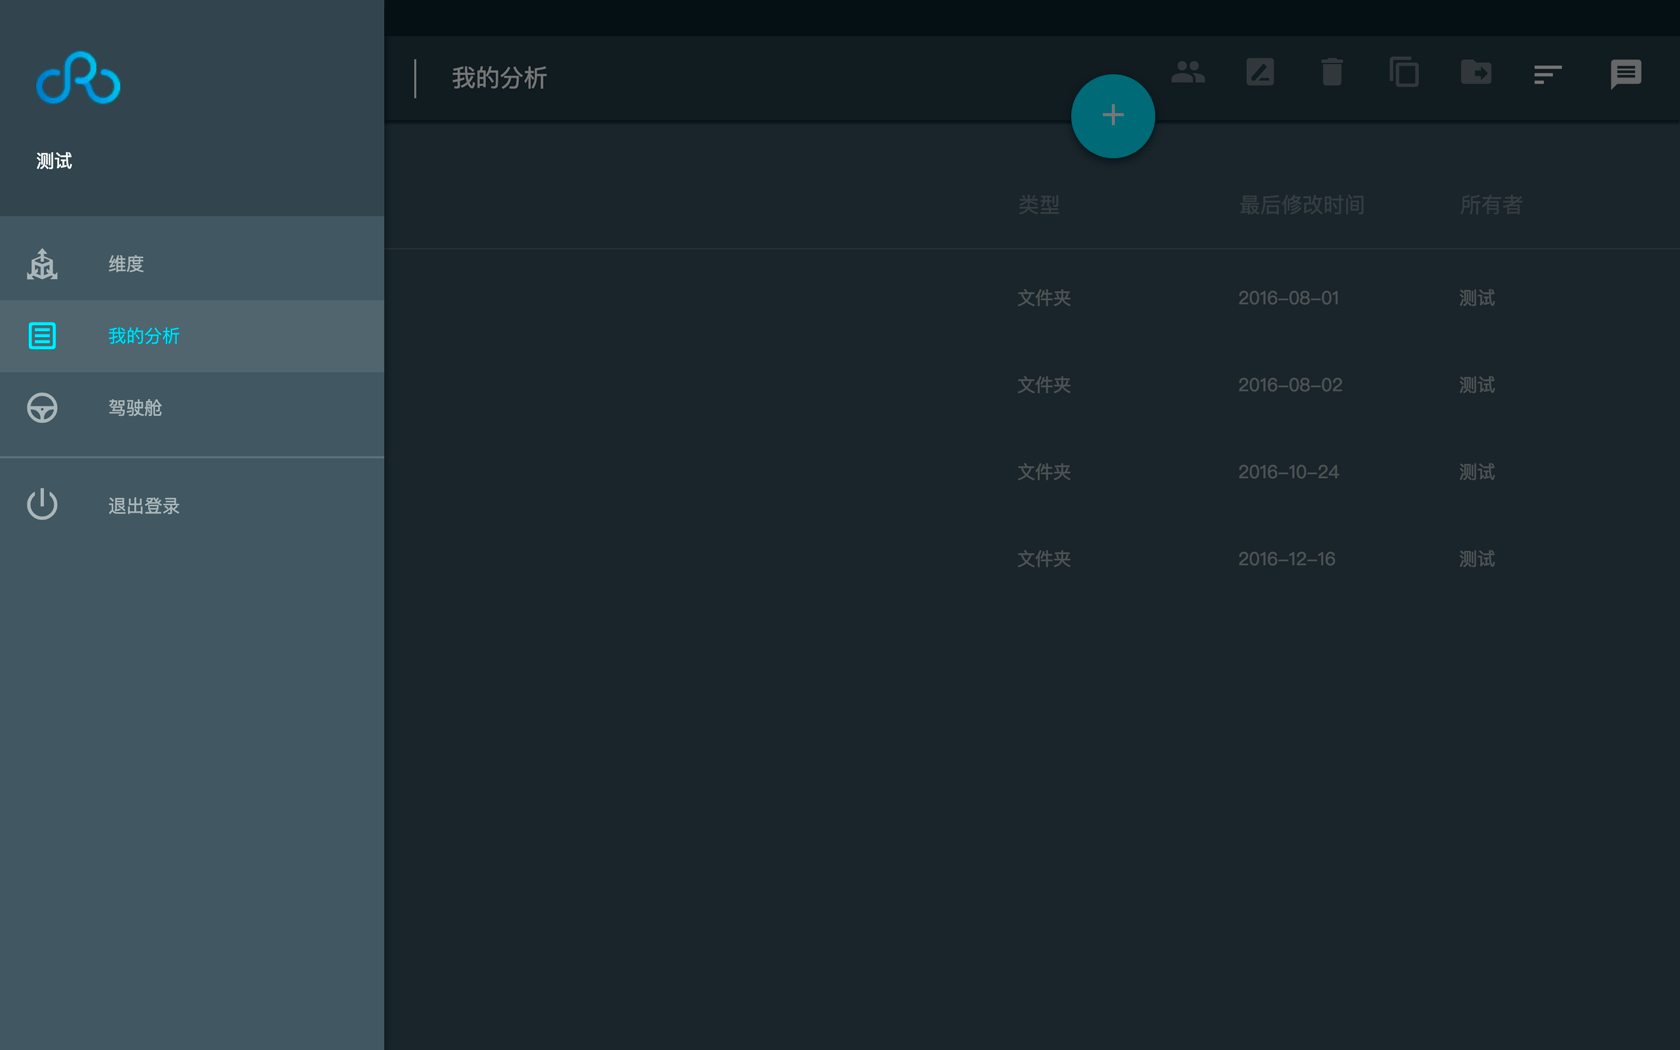 测试
维度
我的分析
驾驶舱
退出登录
我的分析
类型 最后修改时间 所有者
文件夹 2016-08-01 测试
文件夹 2016-08-02 测试
文件夹 2016-10-24 测试
文件夹 2016-12-16 测试